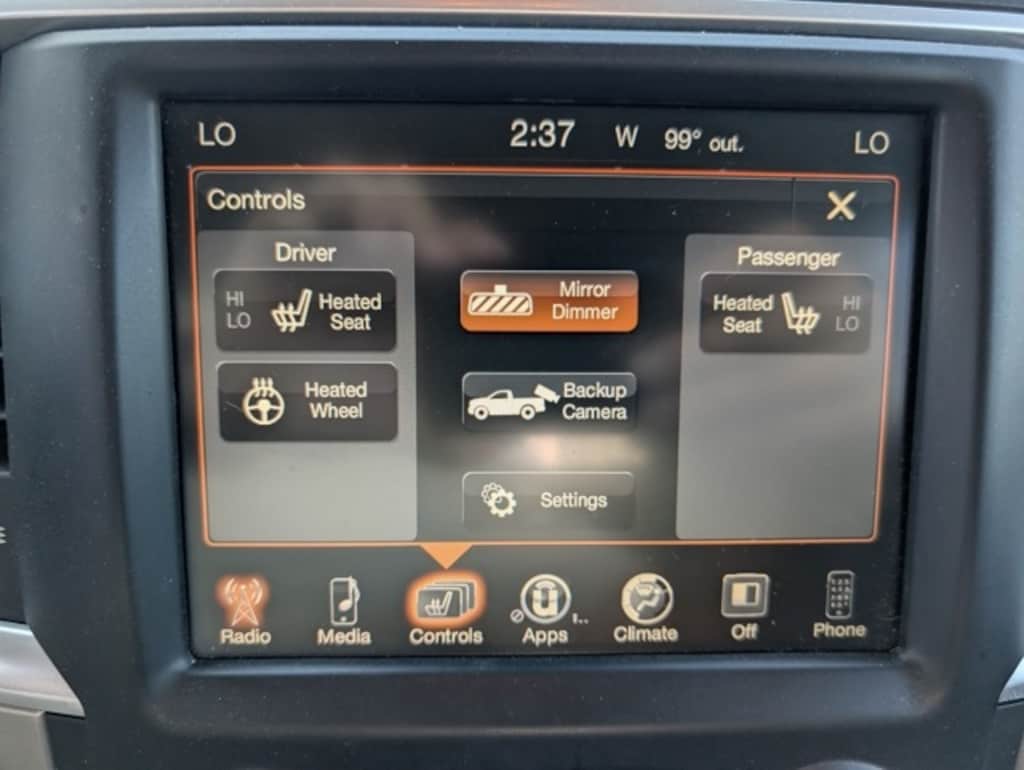 LO 2:37 W 99° out. LO
Controls X
Driver
Passenger
HI
LO
Heated
Seat
Mirror
Dimmer
Heated
Seat
HI
LO
Heated
Wheel
Backup
Camera
Settings
Radio Media Controls Apps Climate Off Phone